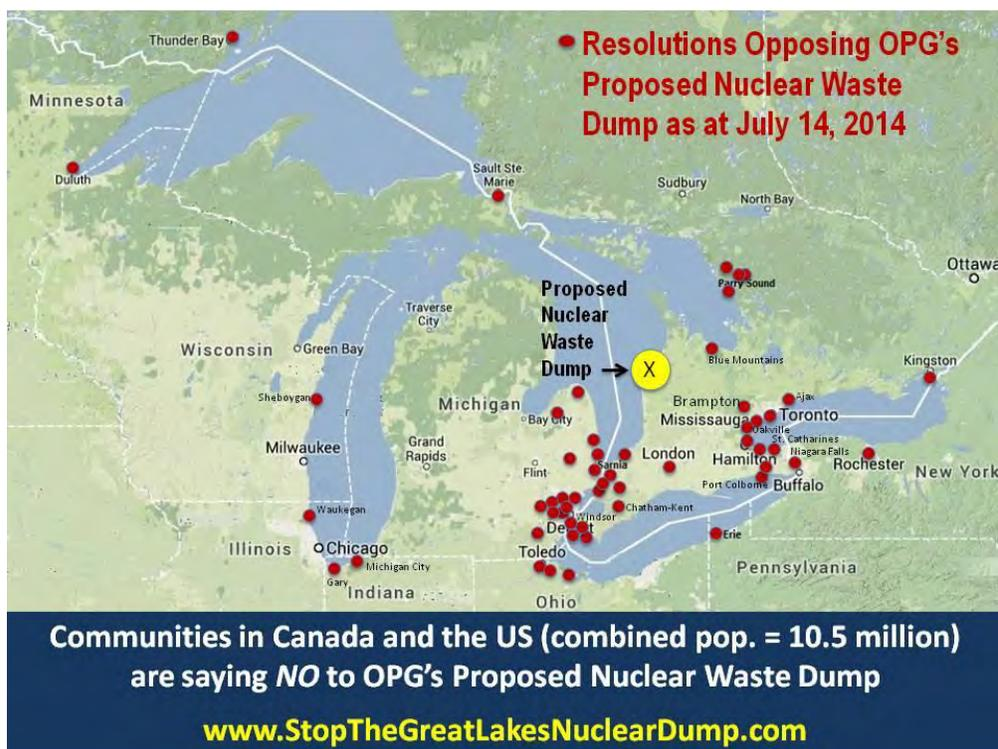 Resolutions Opposing OPG's
Proposed Nuclear Waste
Dump as at July 14, 2014
Thunder Bay
Minnesota
Duluth
Sault Ste.
Marie
Sudbury
North Bay
Ottawa
Parry Sound
Proposed
Nuclear
Waste
Dump
X
Traverse
City
Wisconsin
Green Bay
Blue Mountains
Kingston
Sheboygan
Michigan
Bay City
Brampton
Ajax
Mississauga
Toronto
Oakville
Milwaukee
Grand
Rapids
Flint
Sarnia
London
Hamilton
St. Catharines
Niagara Falls
Rochester
New York
Port Colborne
Buffalo
Waukegan
Windsor
Chatham-Kent
Erie
Illinois
Chicago
Michigan City
Gary
Indiana
Toledo
Ohio
Pennsylvania
Communities in Canada and the US (combined pop. = 10.5 million)
are saying NO to OPG's Proposed Nuclear Waste Dump
www.StopTheGreatLakesNuclearDump.com